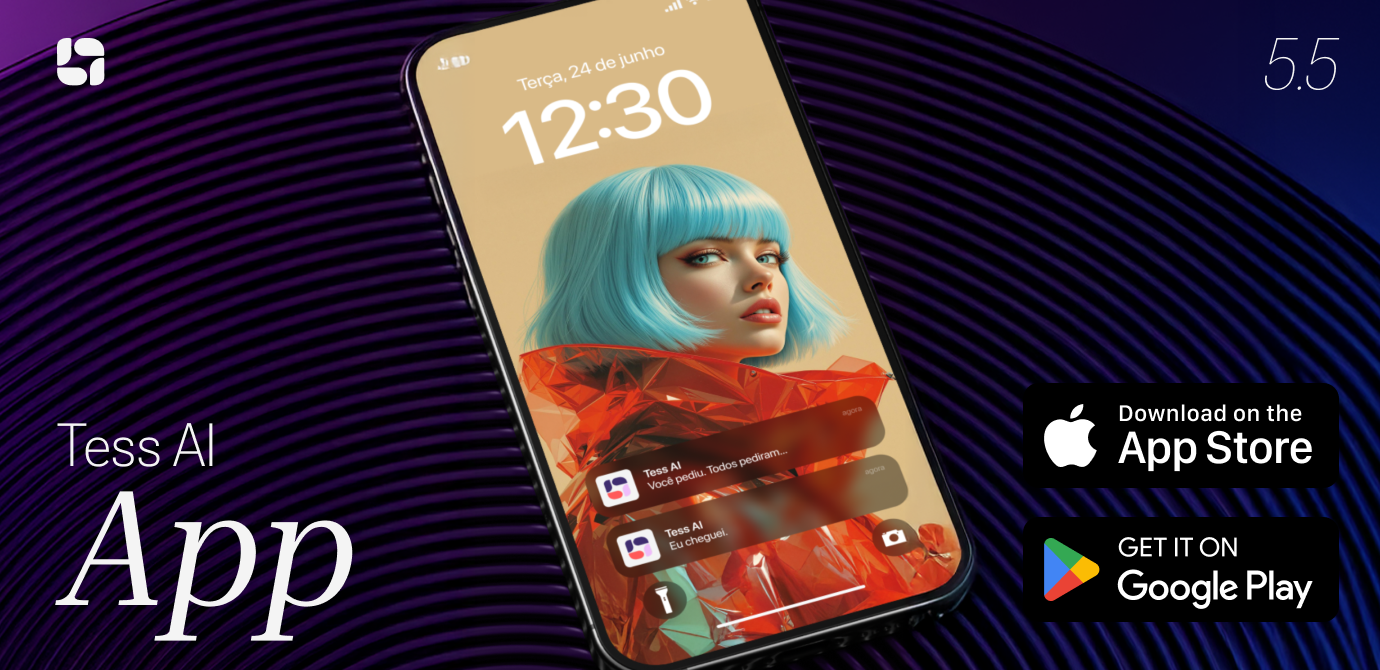 5.5
Terça, 24 de junho
12:30
agora
Tess AI
Você pediu. Todos pediram...
agora
Tess AI
Eu cheguei.
Tess AI
App
Download on the
App Store
GET IT ON
Google Play